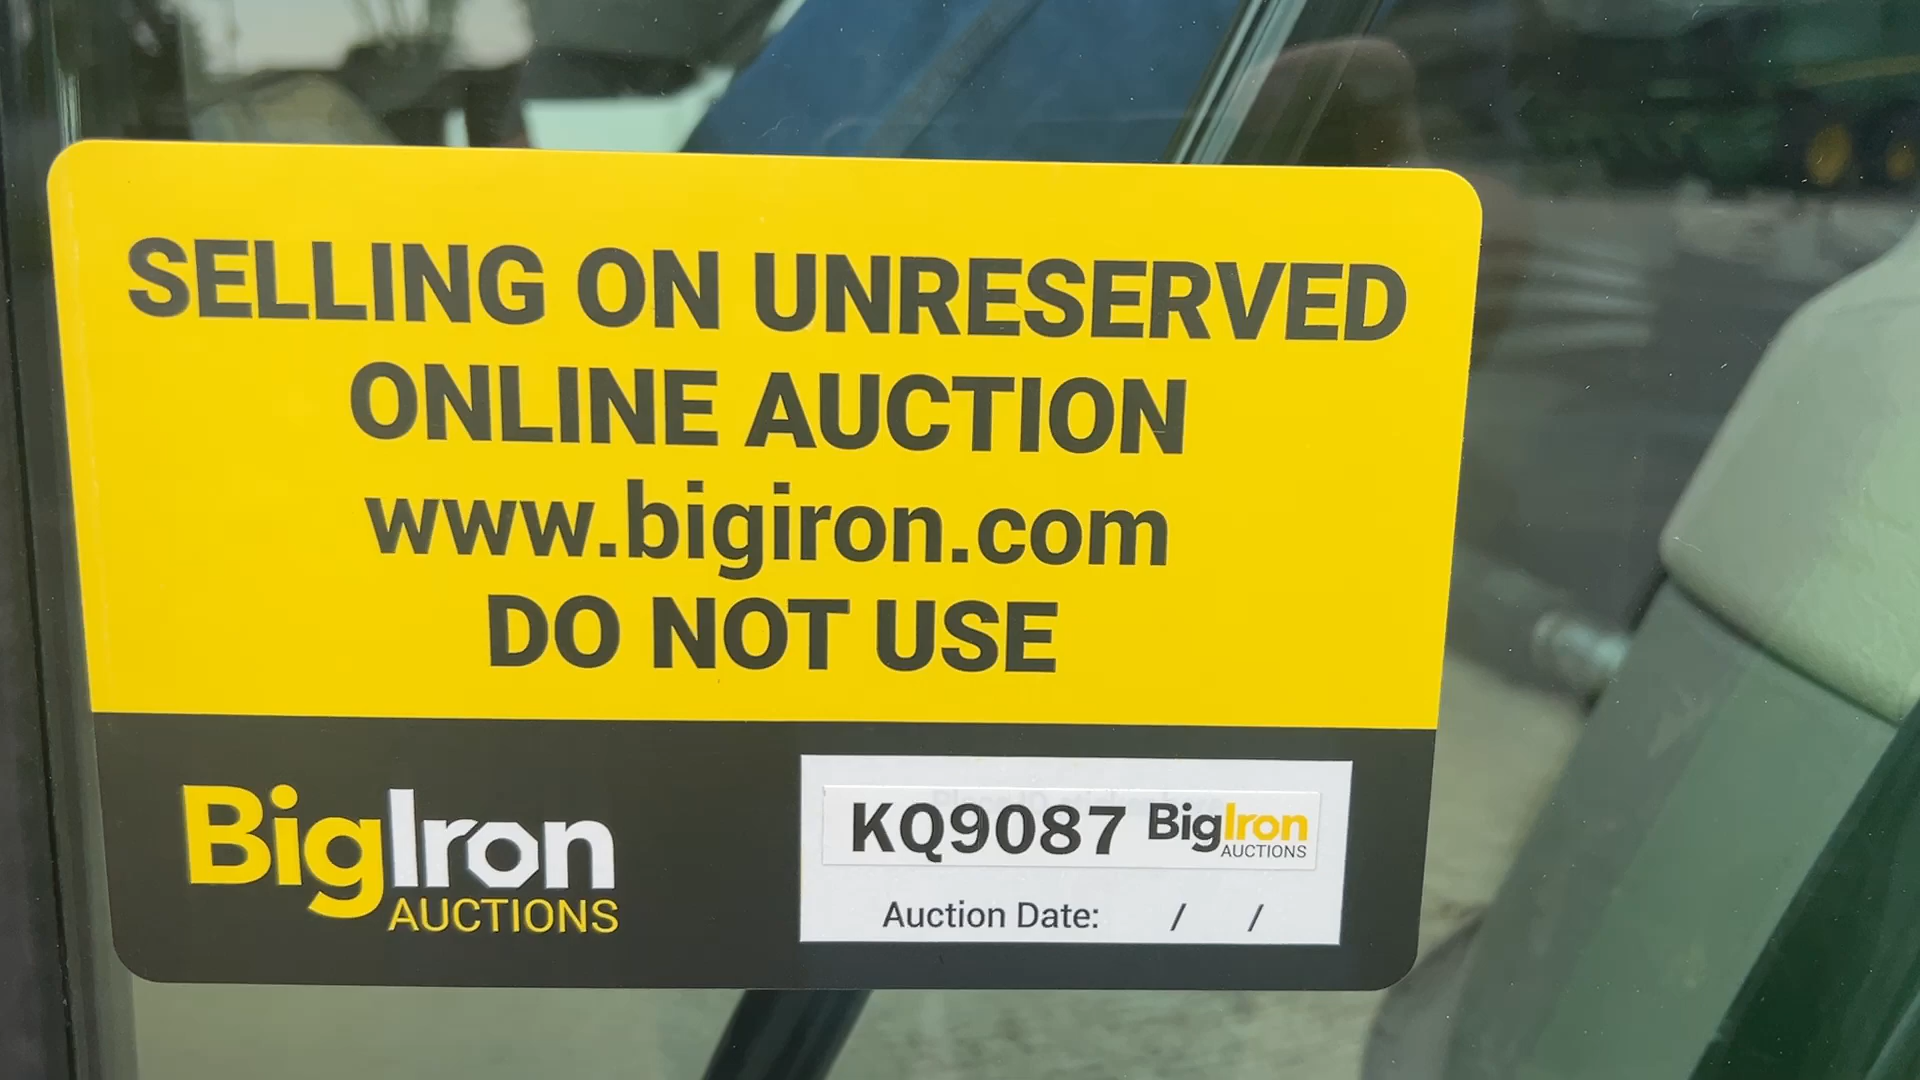 SELLING ON UNRESERVED
ONLINE AUCTION
www.bigiron.com
DO NOT USE
BigIron
AUCTIONS
KQ9087 BigIron
AUCTIONS
Auction Date: / /